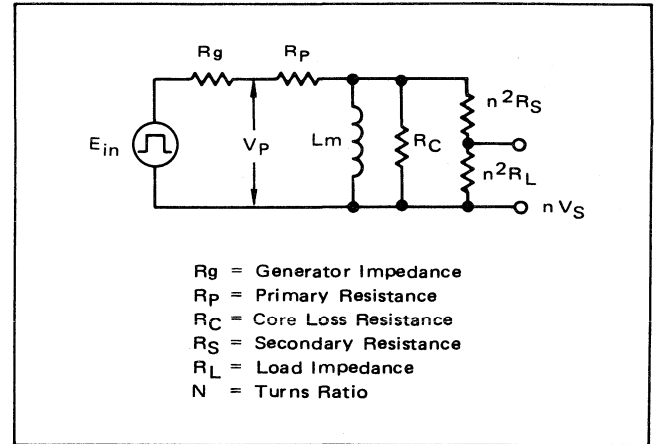 Rg
RP
n²RS
Ein
VP
Lm
RC
n²RL
nVS
Rg = Generator Impedance
RP = Primary Resistance
RC = Core Loss Resistance
RS = Secondary Resistance
RL = Load Impedance
N = Turns Ratio